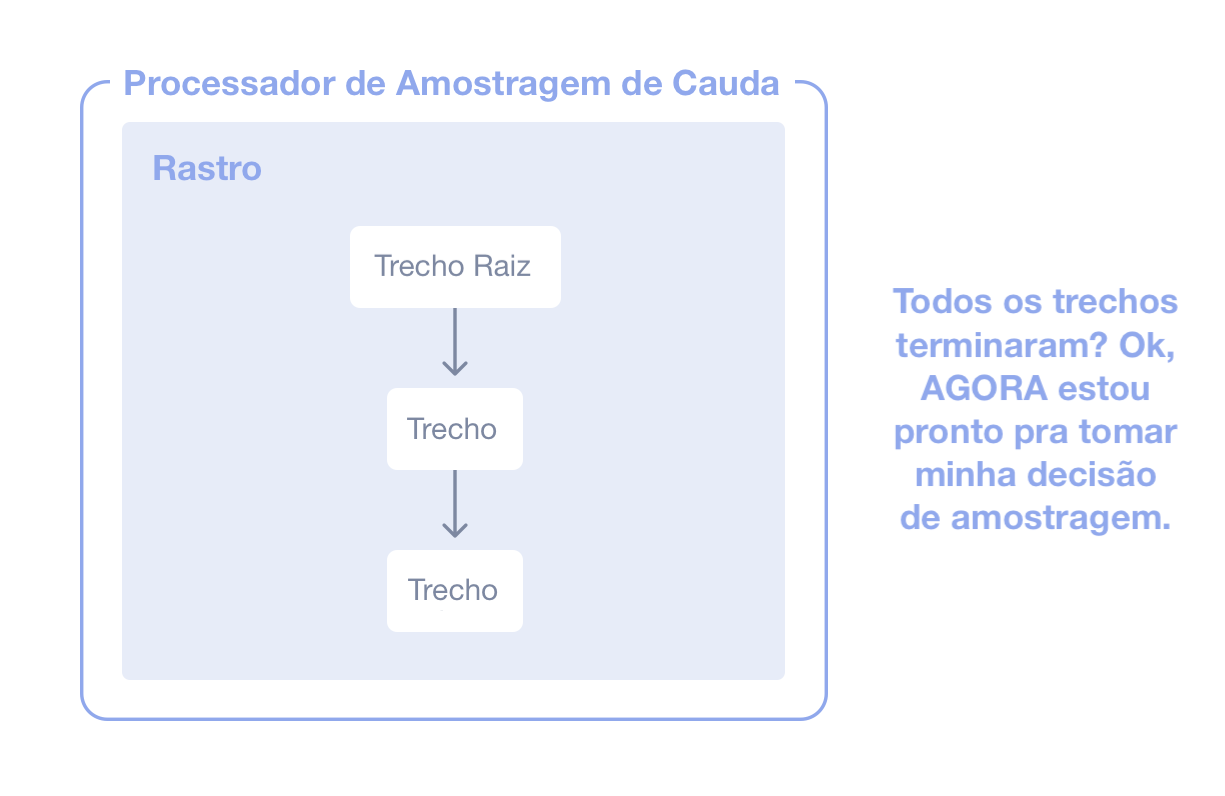 Processador de Amostragem de Cauda
Rastro
Trecho Raiz
Trecho
Trecho
Todos os trechos
terminaram? Ok,
AGORA estou
pronto pra tomar
minha decisão
de amostragem.